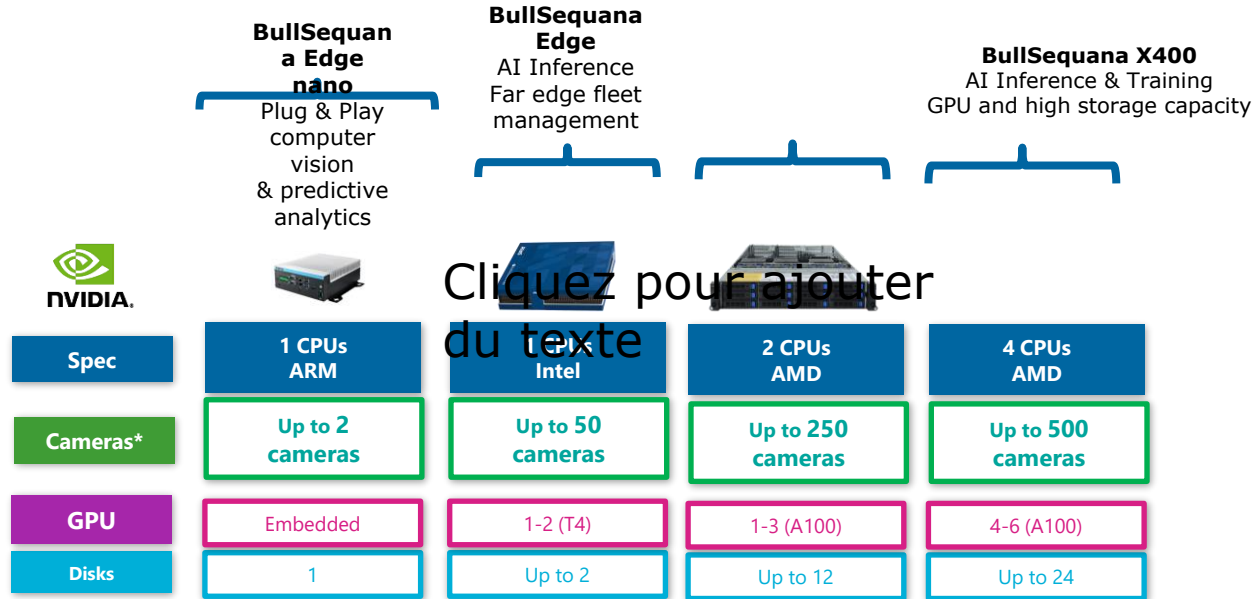 BullSequan
a Edge
nano
Plug & Play
computer
vision
& predictive
analytics
BullSequana
Edge
AI Inference
Far edge fleet
management
BullSequana X400
AI Inference & Training
GPU and high storage capacity
NVIDIA.
Cliquez pour ajouter
du texte
Spec
1 CPUs
ARM
1 CPUs
Intel
2 CPUs
AMD
4 CPUs
AMD
Cameras*
Up to 2
cameras
Up to 50
cameras
Up to 250
cameras
Up to 500
cameras
GPU
Embedded
1-2 (T4)
1-3 (A100)
4-6 (A100)
Disks
1
Up to 2
Up to 12
Up to 24